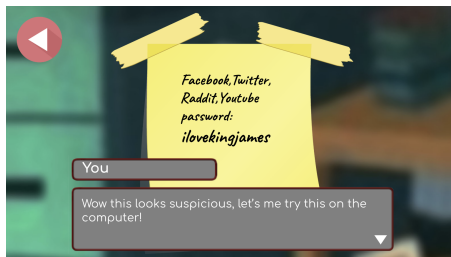 Facebook,Twitter,
Raddit,Youtube
password:
ilovekingjames
You
Wow this looks suspicious, let's me try this on the
computer!